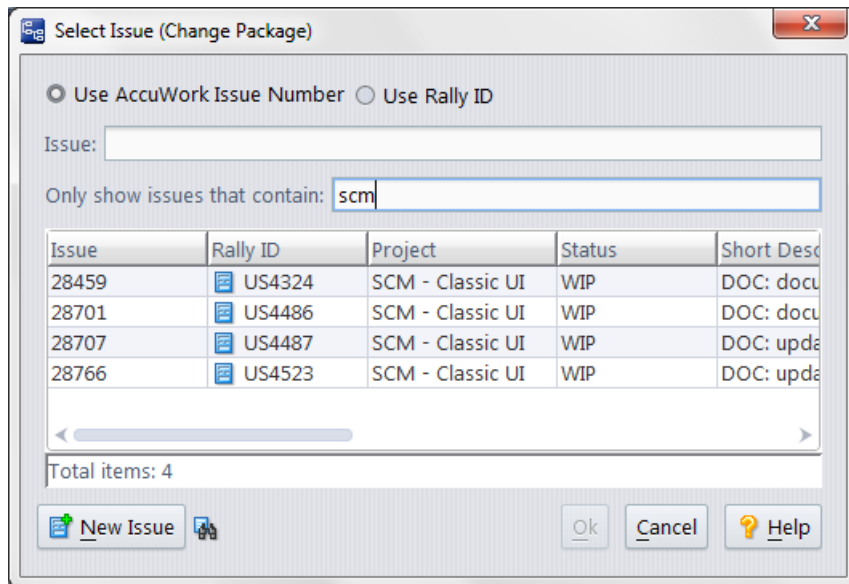 Select Issue (Change Package)
Use AccuWork Issue Number Use Rally ID
Issue:
Only show issues that contain: scm
Issue Rally ID Project Status Short Desc
28459 US4324 SCM - Classic UI WIP DOC: docu
28701 US4486 SCM - Classic UI WIP DOC: docu
28707 US4487 SCM - Classic UI WIP DOC: upda
28766 US4523 SCM - Classic UI WIP DOC: upda
Total items: 4
New Issue Ok Cancel Help